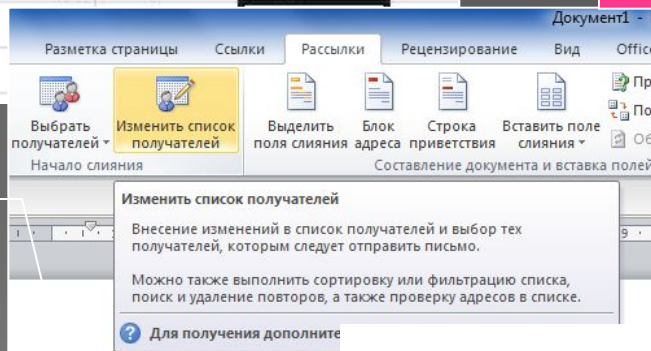 Документ1 -
Разметка страницы Ссылки Рассылки Рецензирование Вид Office
Выбрать получателей
Изменить список получателей
Выделить поля слияния
Блок адреса
Строка приветствия
Вставить поле слияния
Начало слияния
Составление документа и вставка полей
Изменить список получателей
Внесение изменений в список получателей и выбор тех
получателей, которым следует отправить письмо.
Можно также выполнить сортировку или фильтрацию списка,
поиск и удаление повторов, а также проверку адресов в списке.
Для получения